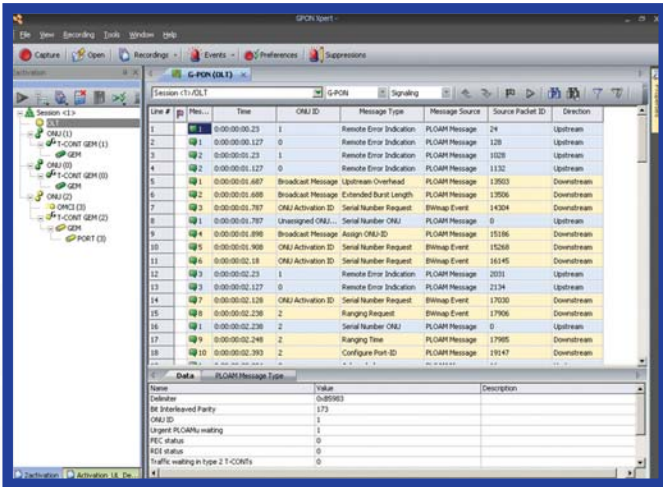 GPON Xpert -
File View Recording Tools Window Help
Capture Open Recordings Events Preferences Suppressions
G-PON (OLT)
Session <1>/OLT G-PON Signaling
Session <1>
OLT
ONU (1)
T-CONT GEM (1)
GEM
ONU (0)
T-CONT GEM (0)
GEM
ONU (2)
OMCI (3)
T-CONT GEM (2)
GEM
PORT (3)
Line # Mes... Time ONU ID Message Type Message Source Source Packet ID Direction
1 1 0:00:00:00.23 1 Remote Error Indication PLOAM Message 24 Upstream
2 1 0:00:00:00.127 0 Remote Error Indication PLOAM Message 128 Upstream
3 2 0:00:00:01.23 1 Remote Error Indication PLOAM Message 1028 Upstream
4 2 0:00:00:01.127 0 Remote Error Indication PLOAM Message 1132 Upstream
5 1 0:00:00:01.687 Broadcast Message Upstream Overhead PLOAM Message 13503 Downstream
6 2 0:00:00:01.688 Broadcast Message Extended Burst Length PLOAM Message 13506 Downstream
7 3 0:00:00:01.787 ONU Activation ID Serial Number Request BWmap Event 14304 Downstream
8 1 0:00:00:01.787 Unassigned ONU... Serial Number ONU PLOAM Message 0 Upstream
9 4 0:00:00:01.898 Broadcast Message Assign ONU-ID PLOAM Message 15186 Downstream
10 5 0:00:00:01.908 ONU Activation ID Serial Number Request BWmap Event 15268 Downstream
11 6 0:00:00:02.18 ONU Activation ID Serial Number Request BWmap Event 16145 Downstream
12 3 0:00:00:02.23 1 Remote Error Indication PLOAM Message 2031 Upstream
13 3 0:00:00:02.127 0 Remote Error Indication PLOAM Message 2134 Upstream
14 7 0:00:00:02.128 ONU Activation ID Serial Number Request BWmap Event 17030 Downstream
15 8 0:00:00:02.238 2 Ranging Request BWmap Event 17906 Downstream
16 1 0:00:00:02.238 2 Serial Number ONU PLOAM Message 0 Upstream
17 9 0:00:00:02.248 2 Ranging Time PLOAM Message 17985 Downstream
18 10 0:00:00:02.393 2 Configure Port-ID PLOAM Message 19147 Downstream
Data PLOAM Message Type
Name Value Description
Delimiter 0xB5983
Bit Interleaved Parity 173
ONU ID 1
Urgent PLOAMu waiting 1
FEC status 0
RDI status 0
Traffic waiting in type 2 T-CONTs 0
Activation UL De...